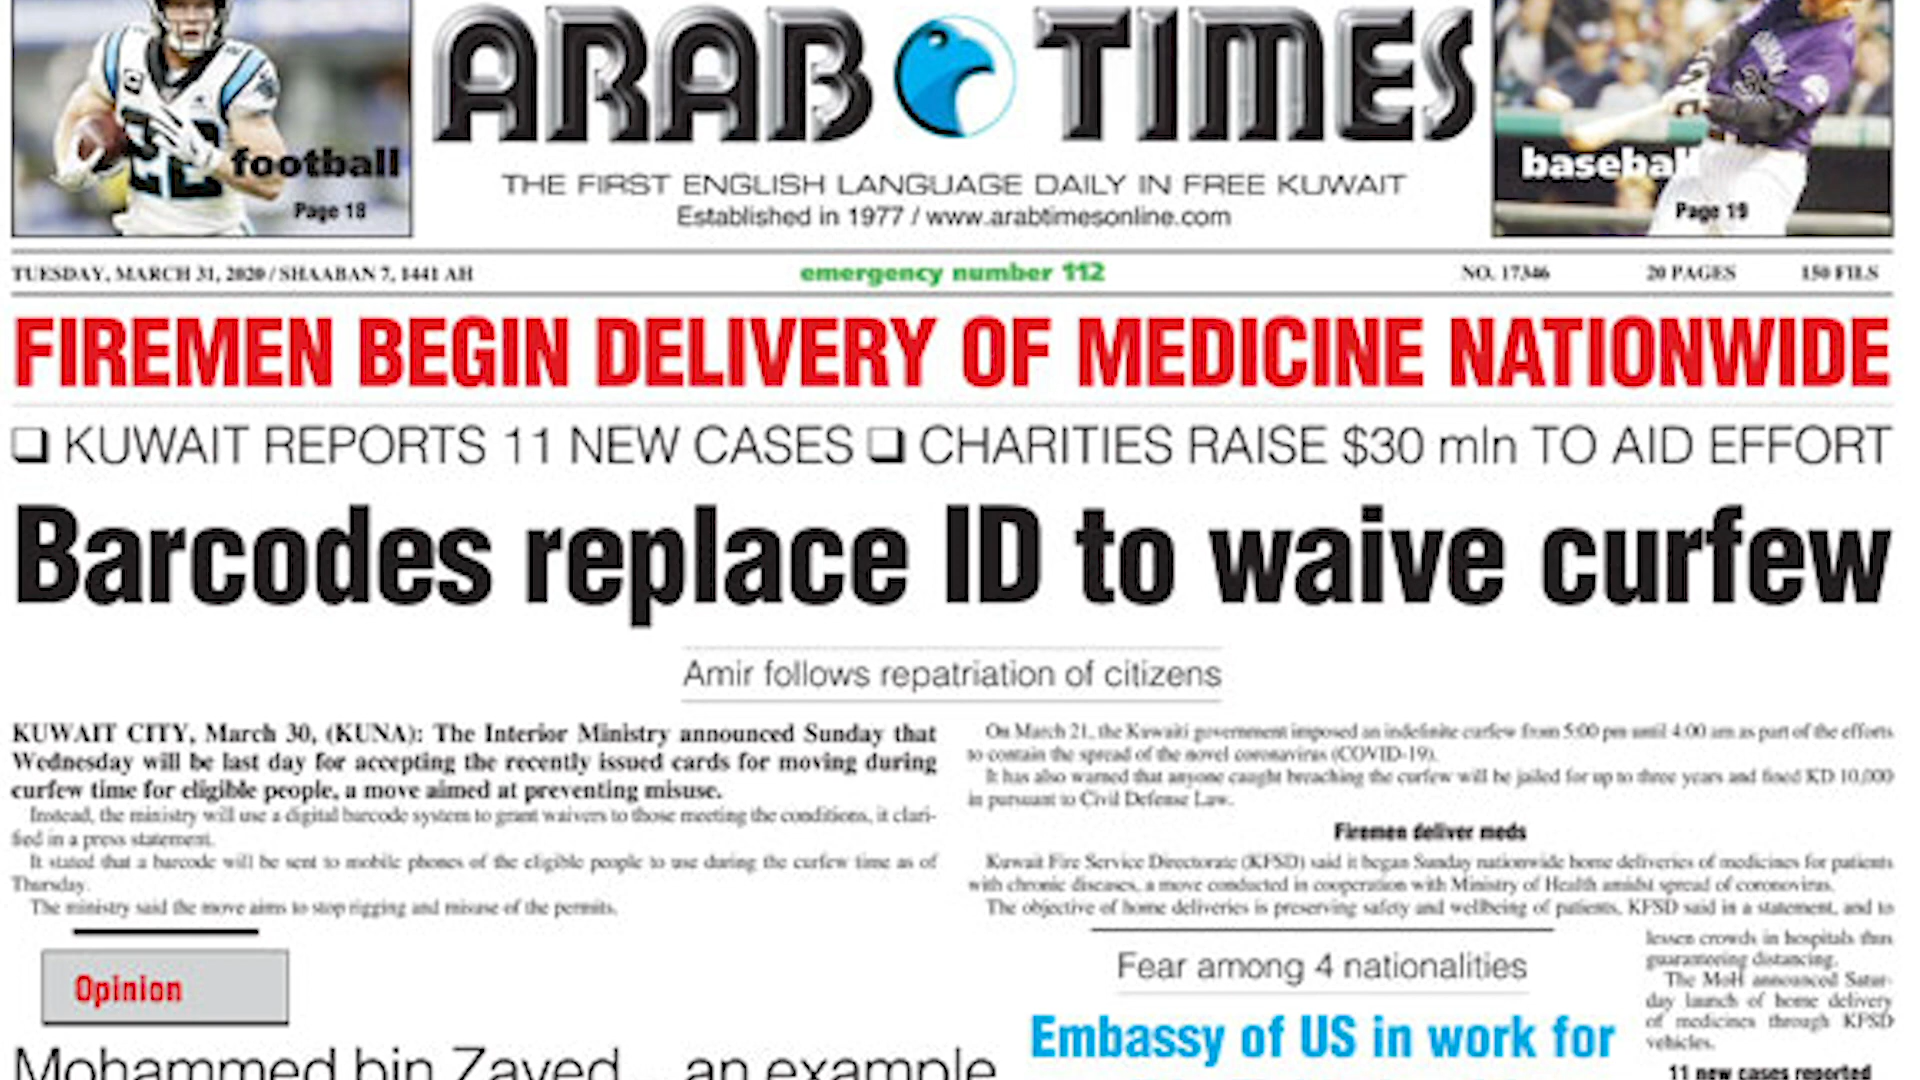 ARAB TIMES
THE FIRST ENGLISH LANGUAGE DAILY IN FREE KUWAIT
Established in 1977 / www.arabtimesonline.com
22
football
Page 18
baseball
Page 19
TUESDAY, MARCH 31, 2020 / SHAABAN 7, 1441 AH
emergency number 112
NO. 17346
20 PAGES
150 FILS
FIREMEN BEGIN DELIVERY OF MEDICINE NATIONWIDE
❑ KUWAIT REPORTS 11 NEW CASES ❑ CHARITIES RAISE $30 mln TO AID EFFORT
Barcodes replace ID to waive curfew
Amir follows repatriation of citizens
KUWAIT CITY, March 30, (KUNA): The Interior Ministry announced Sunday that
Wednesday will be last day for accepting the recently issued cards for moving during
curfew time for eligible people, a move aimed at preventing misuse.
Instead, the ministry will use a digital barcode system to grant waivers to those meeting the conditions, it clari-
fied in a press statement.
It stated that a barcode will be sent to mobile phones of the eligible people to use during the curfew time as of
Thursday.
The ministry said the move aims to stop rigging and misuse of the permits.
On March 21, the Kuwaiti government imposed an indefinite curfew from 5:00 pm until 4:00 am as part of the efforts
to contain the spread of the novel coronavirus (COVID-19).
It has also warned that anyone caught breaching the curfew will be jailed for up to three years and fined KD 10,000
in pursuant to Civil Defense Law.
Firemen deliver meds
Kuwait Fire Service Directorate (KFSD) said it began Sunday nationwide home deliveries of medicines for patients
with chronic diseases, a move conducted in cooperation with Ministry of Health amidst spread of coronovirus.
The objective of home deliveries is preserving safety and wellbeing of patients, KFSD said in a statement, and to
lessen crowds in hospitals thus
guaranteeing distancing.
The MoH announced Satur-
day launch of home delivery
of medicines through KFSD
vehicles.
11 new cases reported
Opinion
Mohammed bin Zayed... an example
Fear among 4 nationalities
Embassy of US in work for